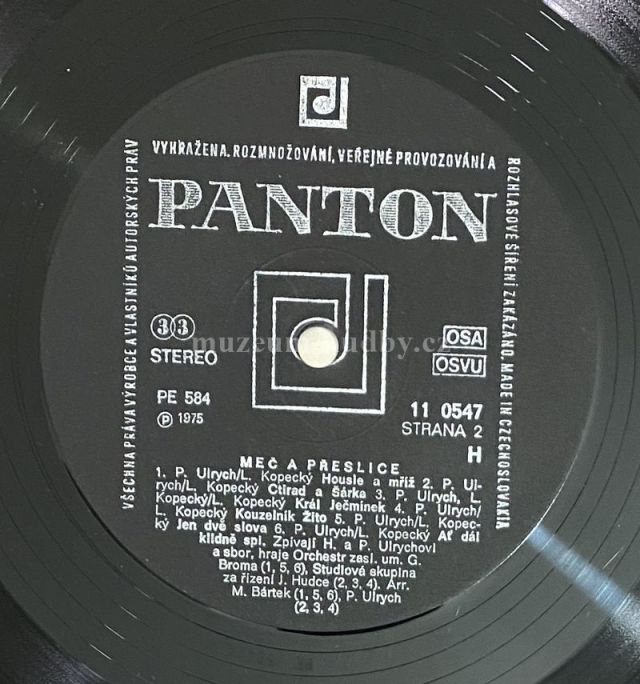 VŠECHNA PRÁVA VÝROBCE A VLASTNÍKŮ AUTORSKÝCH PRÁV
VYHRAŽENA. ROZMNOŽOVÁNÍ, VEŘEJNÉ PROVOZOVÁNÍ A
ROZHLASOVÉ ŠÍŘENÍ ZAKÁZÁNO. MADE IN CZECHOSLOVAKIA
PANTON
33
STEREO
PE 584
Ⓟ 1975
OSA
OSVU
11 0547
STRANA 2
H
MEČ A PŘESLICE
1. P. Ulrych/L. Kopecký Housle a mříž 2. P. Ul-
rych/L. Kopecký Ctirad a Šárka 3. P. Ulrych, L.
Kopecký/L. Kopecký Král Ječmínek 4. P. Ulrych/
L. Kopecký Kouzelník Žito 5. P. Ulrych/L. Kopec-
ký Jen dvě slova 6. P. Ulrych/L. Kopecký Ať dál
klidně spí. Zpívají H. a P. Ulrychovi
a sbor, hraje Orchestr zasl. um. G.
Broma (1, 5, 6), Studiová skupina
za řízení J. Hudce (2, 3, 4). Arr.
M. Bártek (1, 5, 6), P. Ulrych
(2, 3, 4)